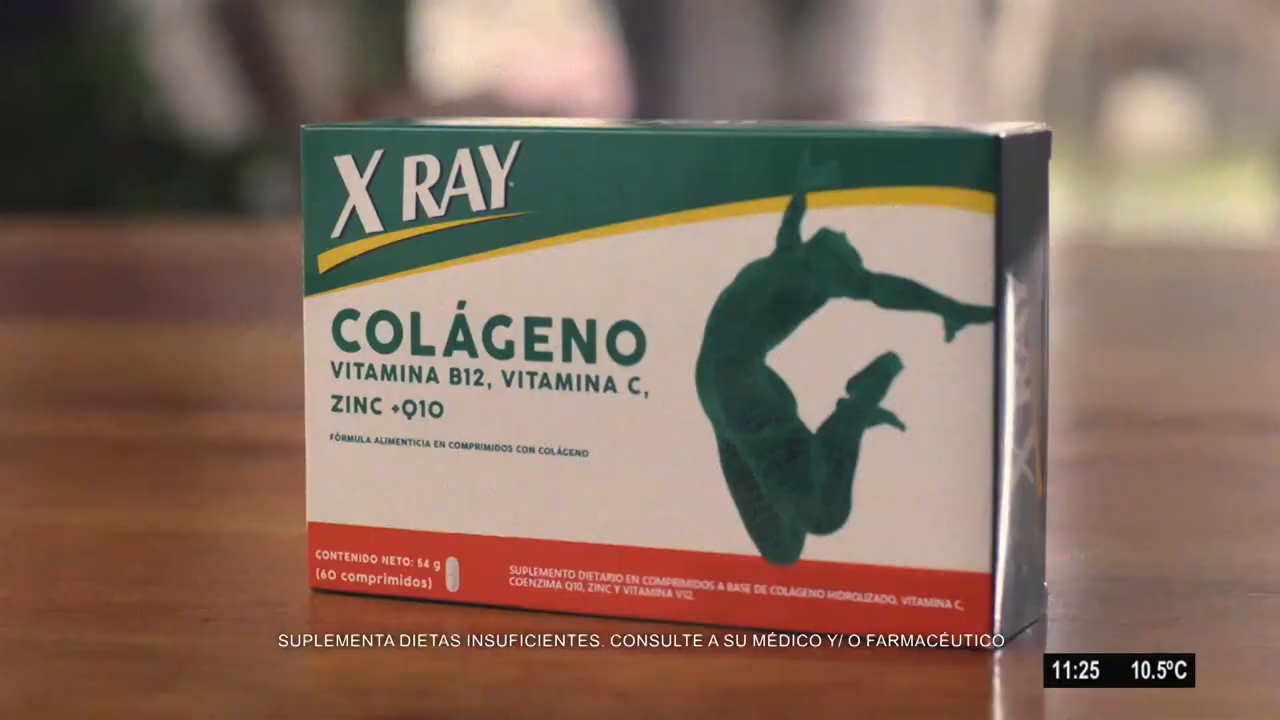 X RAY
COLÁGENO
VITAMINA B12, VITAMINA C,
ZINC +Q10
FÓRMULA ALIMENTICIA EN COMPRIMIDOS CON COLÁGENO
CONTENIDO NETO: 54 g
(60 comprimidos)
SUPLEMENTO DIETARIO EN COMPRIMIDOS A BASE DE COLÁGENO HIDROLIZADO, VITAMINA C,
COENZIMA Q10, ZINC Y VITAMINA V12.
X RAY
SUPLEMENTA DIETAS INSUFICIENTES. CONSULTE A SU MÉDICO Y/ O FARMACÉUTICO
11:25 10.5ºC